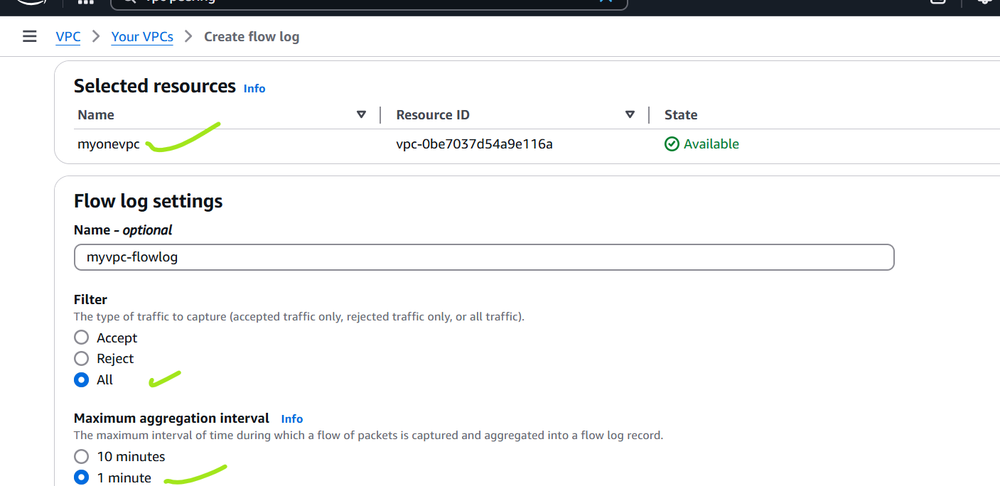 VPC > Your VPCs > Create flow log
Selected resources Info
Name Resource ID State
myonevpc vpc-0be7037d54a9e116a Available
Flow log settings
Name - optional
myvpc-flowlog
Filter
The type of traffic to capture (accepted traffic only, rejected traffic only, or all traffic).
Accept
Reject
All
Maximum aggregation interval Info
The maximum interval of time during which a flow of packets is captured and aggregated into a flow log record.
10 minutes
1 minute